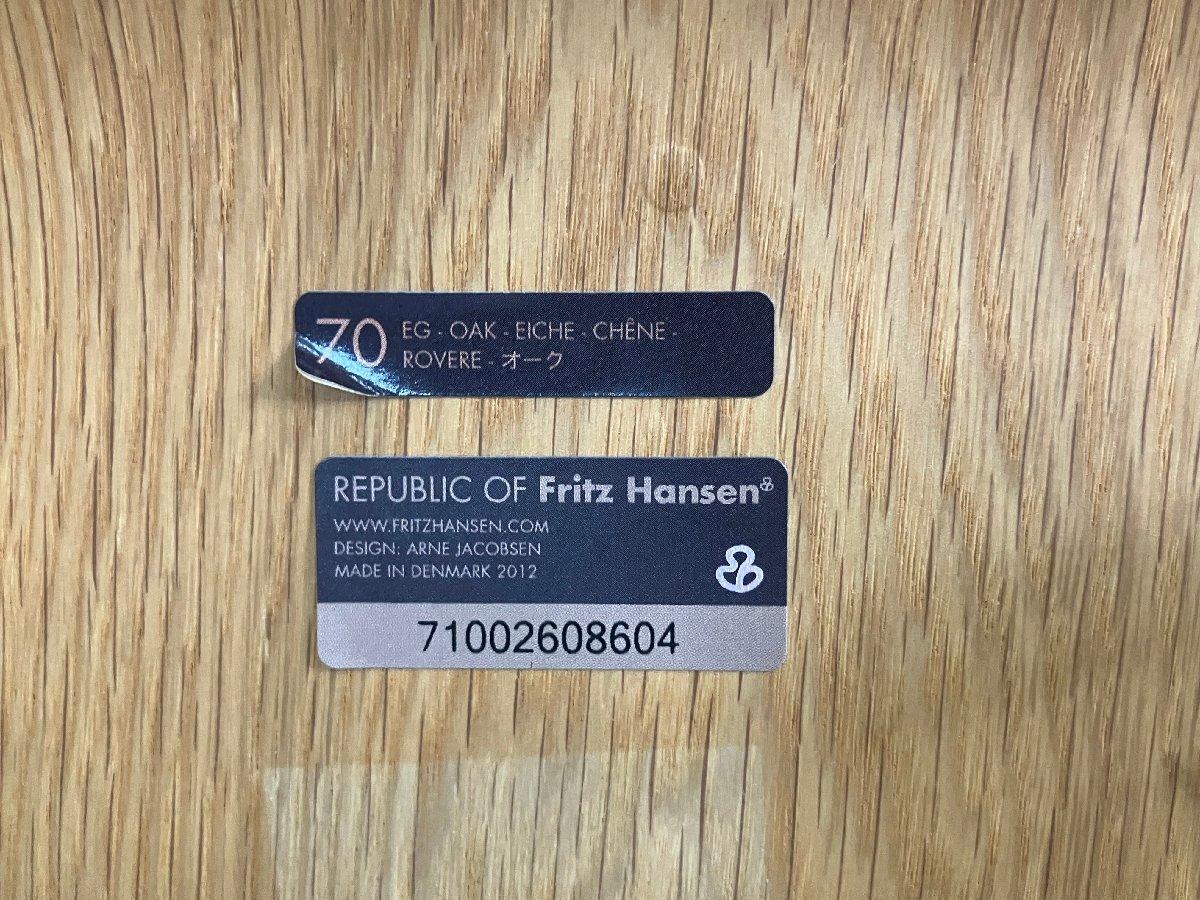 70 EG - OAK - EICHE - CHÊNE -
ROVERE - オーク
REPUBLIC OF Fritz Hansen
WWW.FRITZHANSEN.COM
DESIGN: ARNE JACOBSEN
MADE IN DENMARK 2012
71002608604